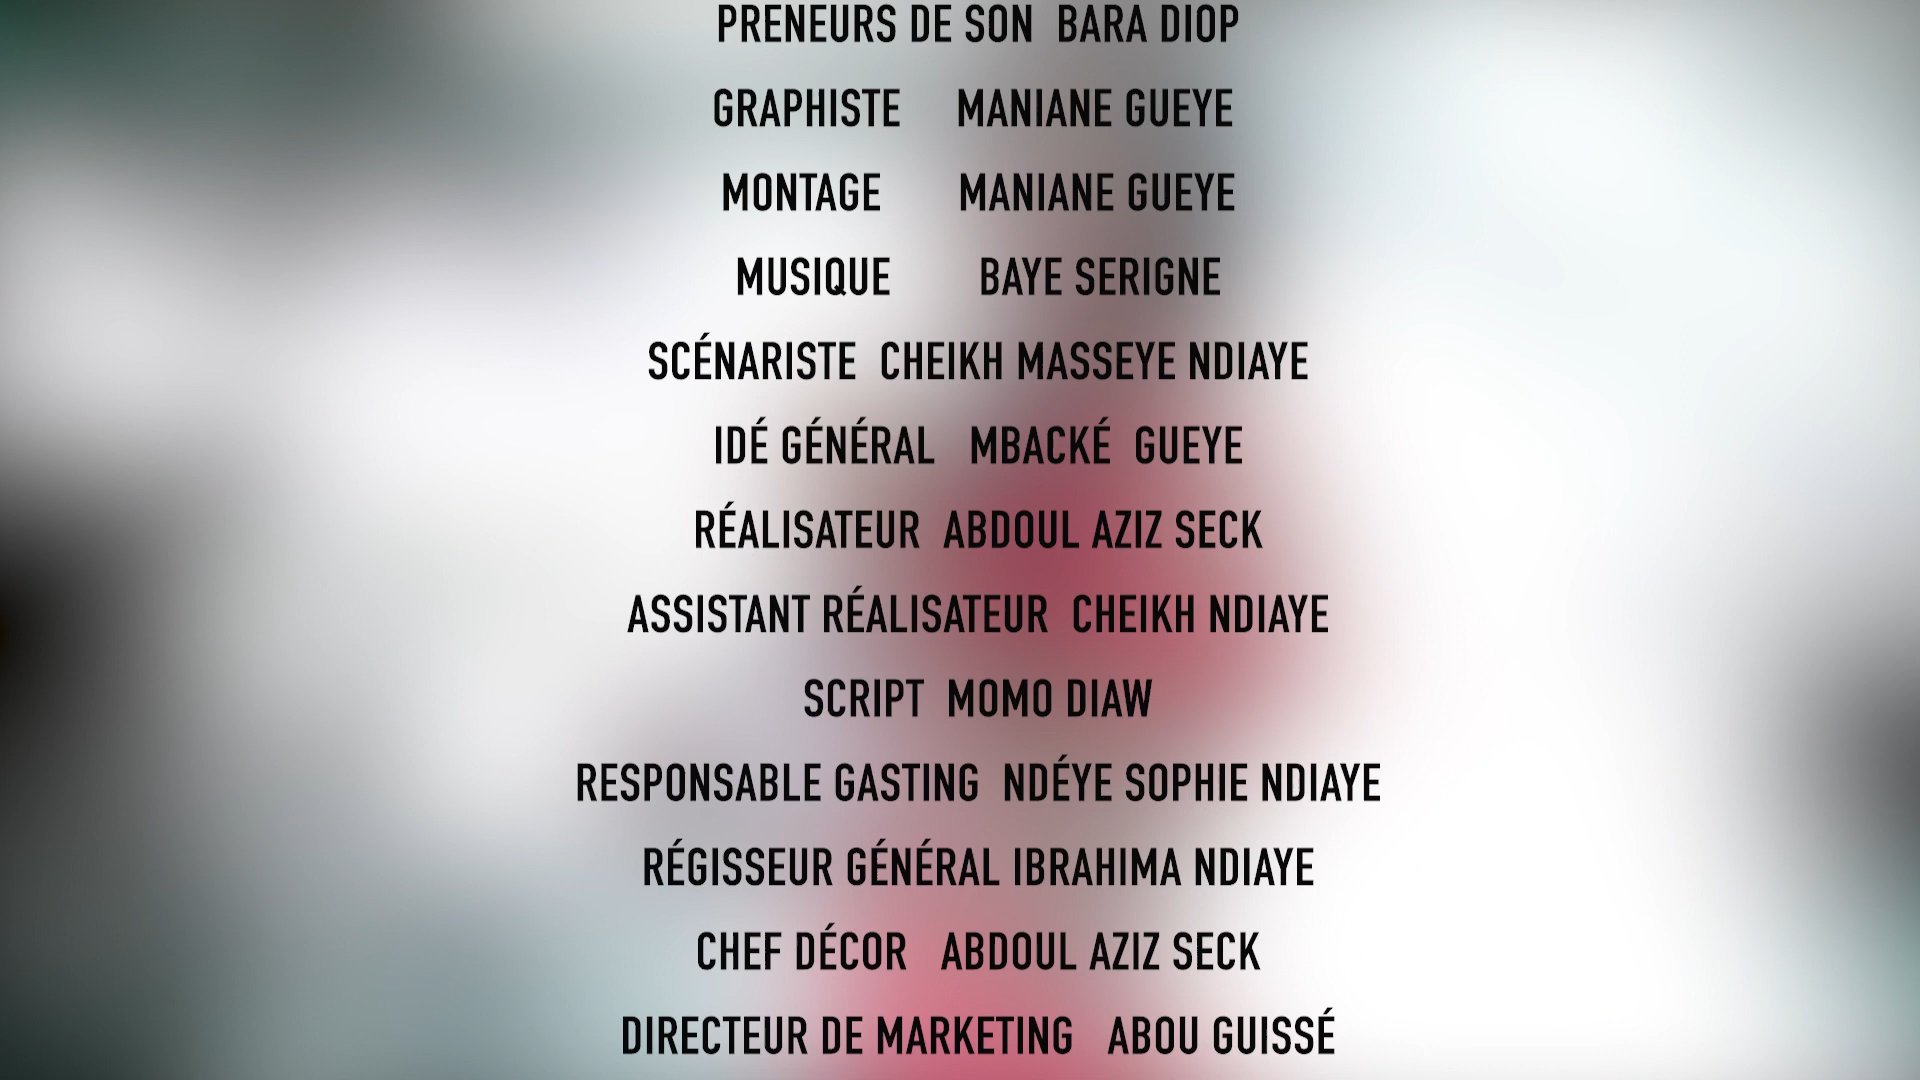 PRENEURS DE SON BARA DIOP
GRAPHISTE MANIANE GUEYE
MONTAGE MANIANE GUEYE
MUSIQUE BAYE SERIGNE
SCÉNARISTE CHEIKH MASSEYE NDIAYE
IDÉ GÉNÉRAL MBACKÉ GUEYE
RÉALISATEUR ABDOUL AZIZ SECK
ASSISTANT RÉALISATEUR CHEIKH NDIAYE
SCRIPT MOMO DIAW
RESPONSABLE GASTING NDÉYE SOPHIE NDIAYE
RÉGISSEUR GÉNÉRAL IBRAHIMA NDIAYE
CHEF DÉCOR ABDOUL AZIZ SECK
DIRECTEUR DE MARKETING ABOU GUISSÉ